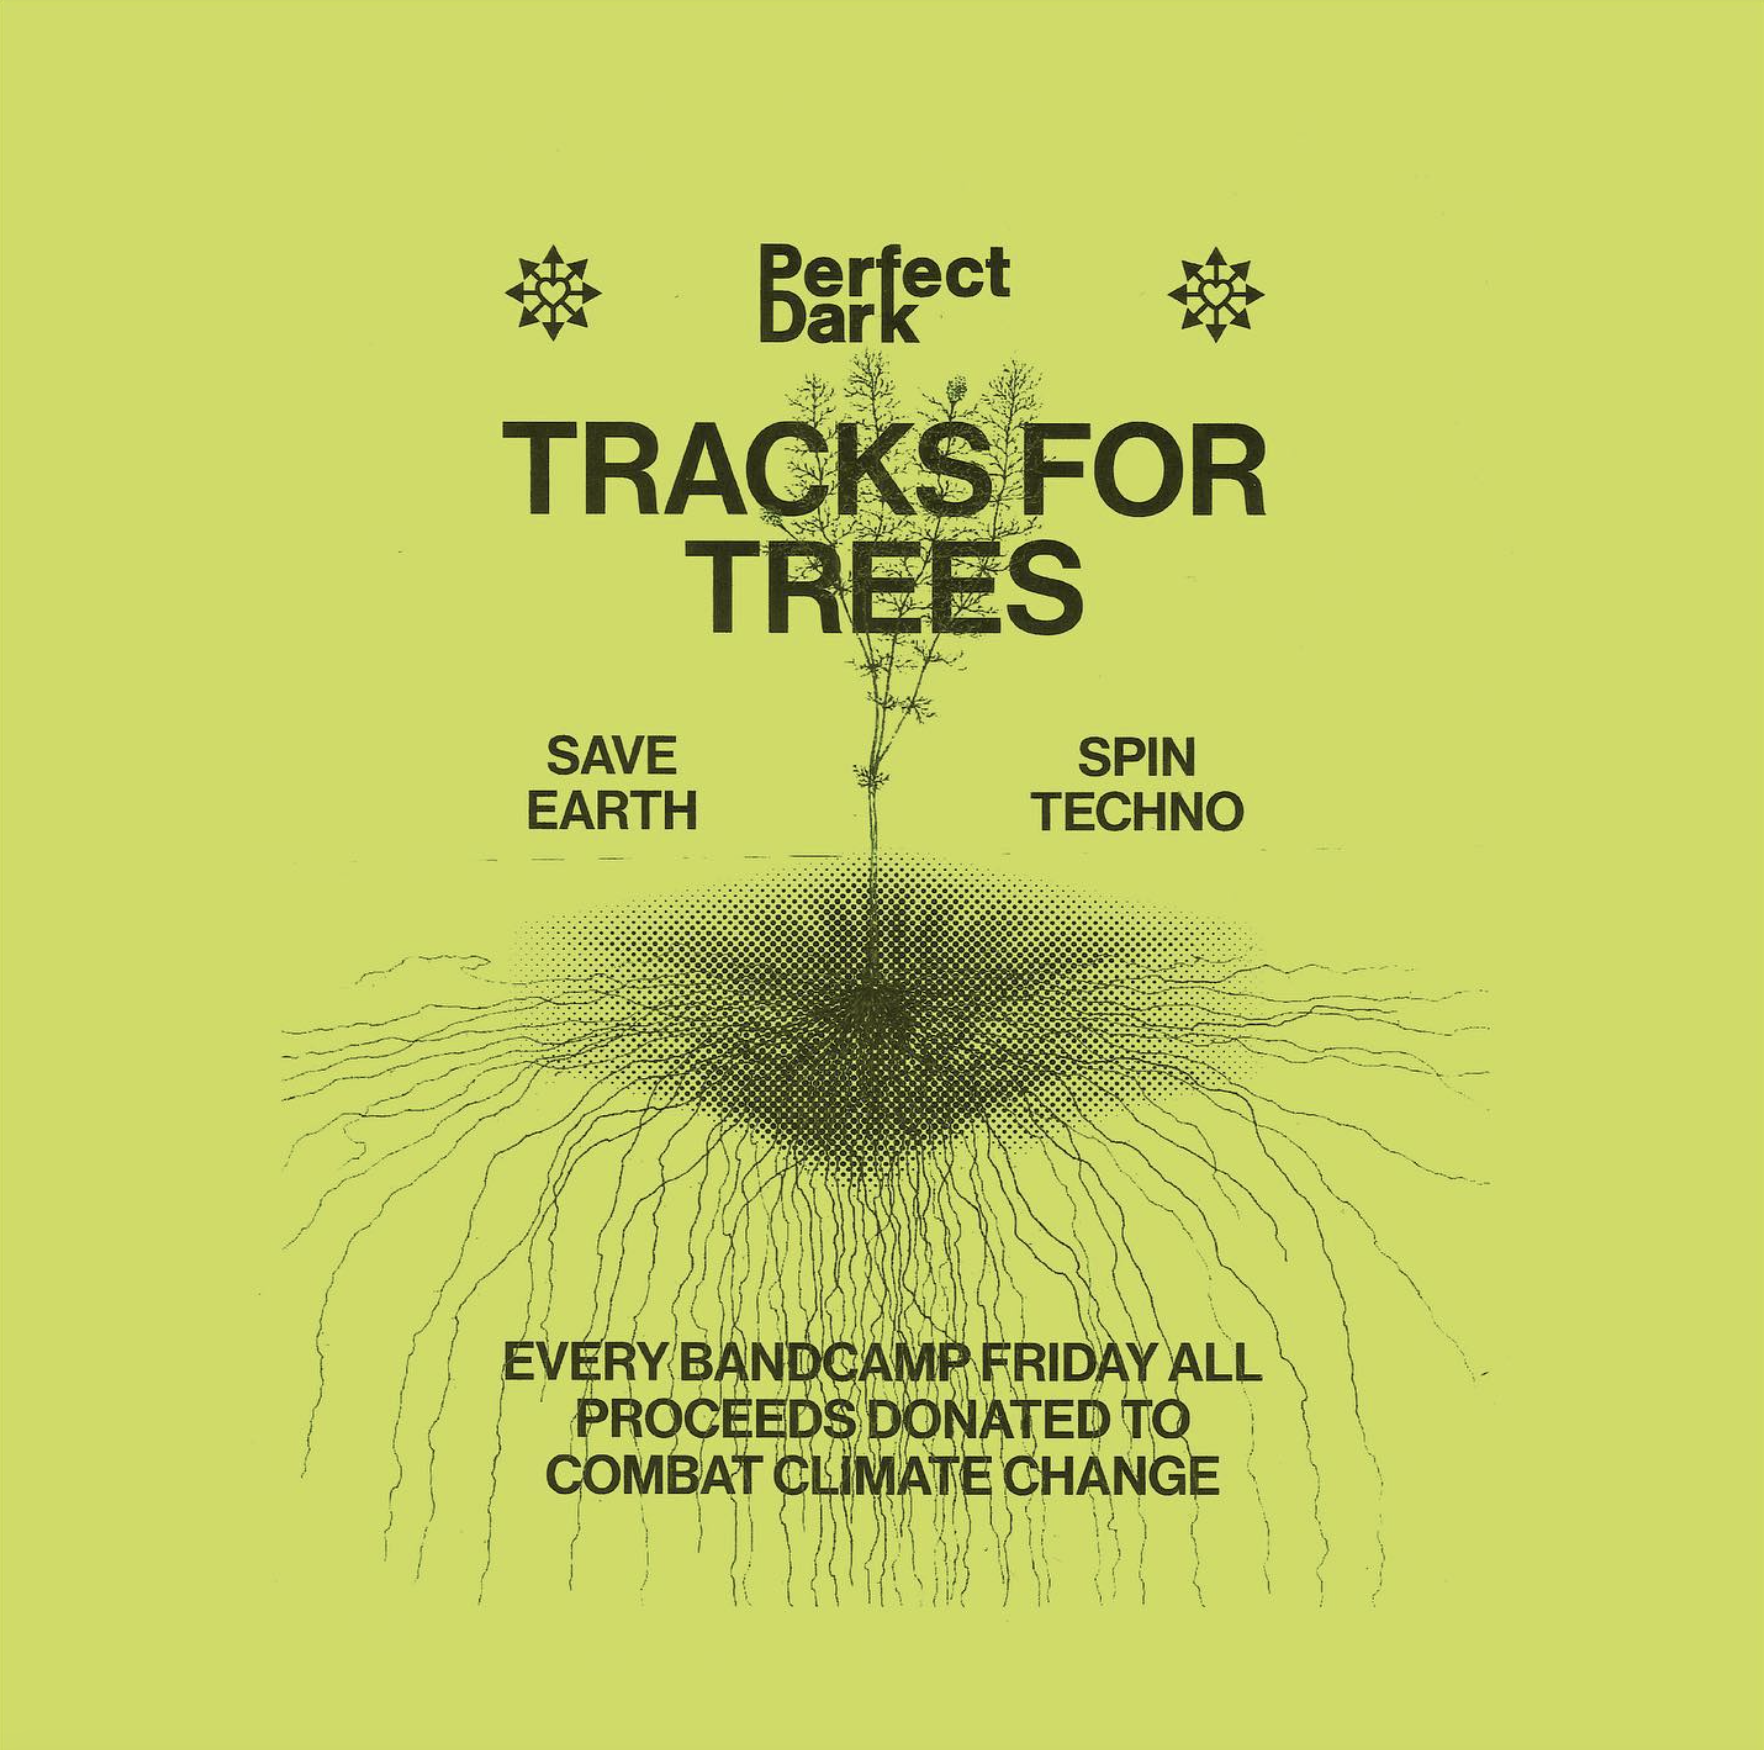 Perfect
Dark
TRACKS FOR
TREES
SAVE
EARTH
SPIN
TECHNO
EVERY BANDCAMP FRIDAY ALL
PROCEEDS DONATED TO
COMBAT CLIMATE CHANGE